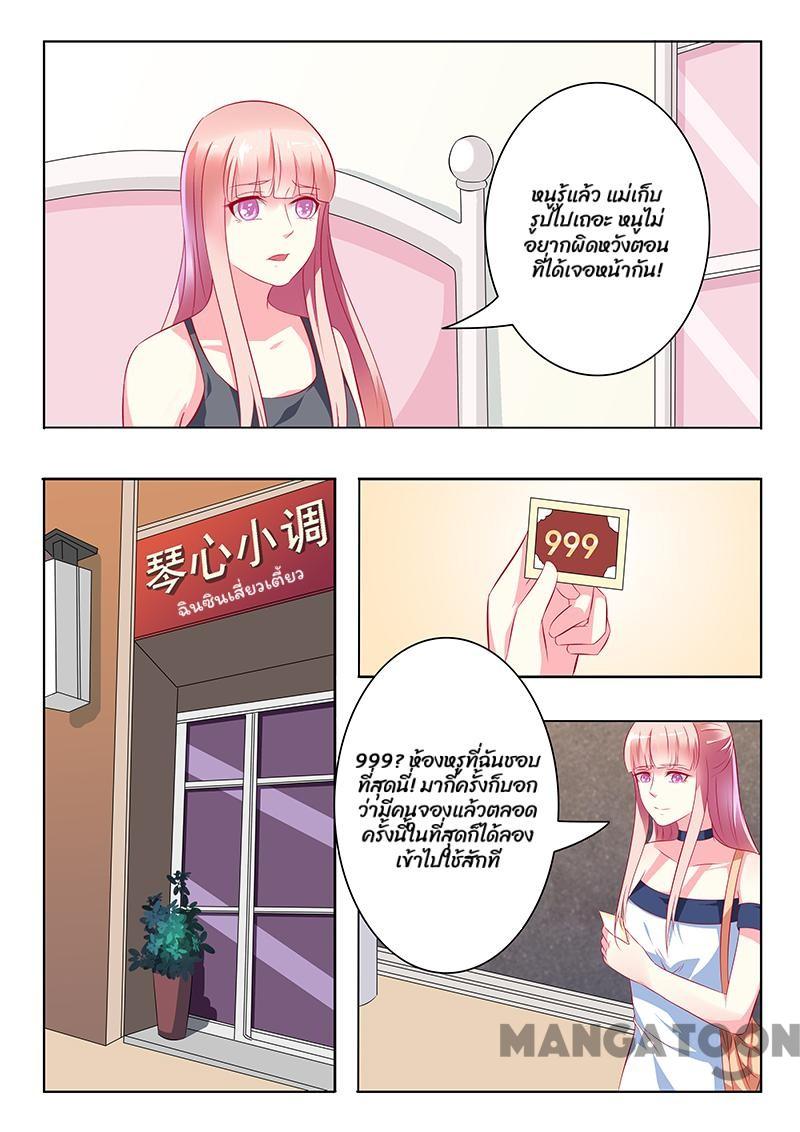 หนูรู้แล้ว แม่เก็บ
รูปไปเถอะ หนูไม่
อยากผิดหวังตอน
ที่ได้เจอหน้ากัน!
琴心小调
ฉินซินเสี่ยวเตี้ยว
999
999? ห้องหรูที่ฉันชอบ
ที่สุดนี่! มากี่ครั้งก็บอก
ว่ามีคนจองแล้วตลอด
ครั้งนี้ในที่สุดก็ได้ลอง
เข้าไปใช้สักที
MANGATOON